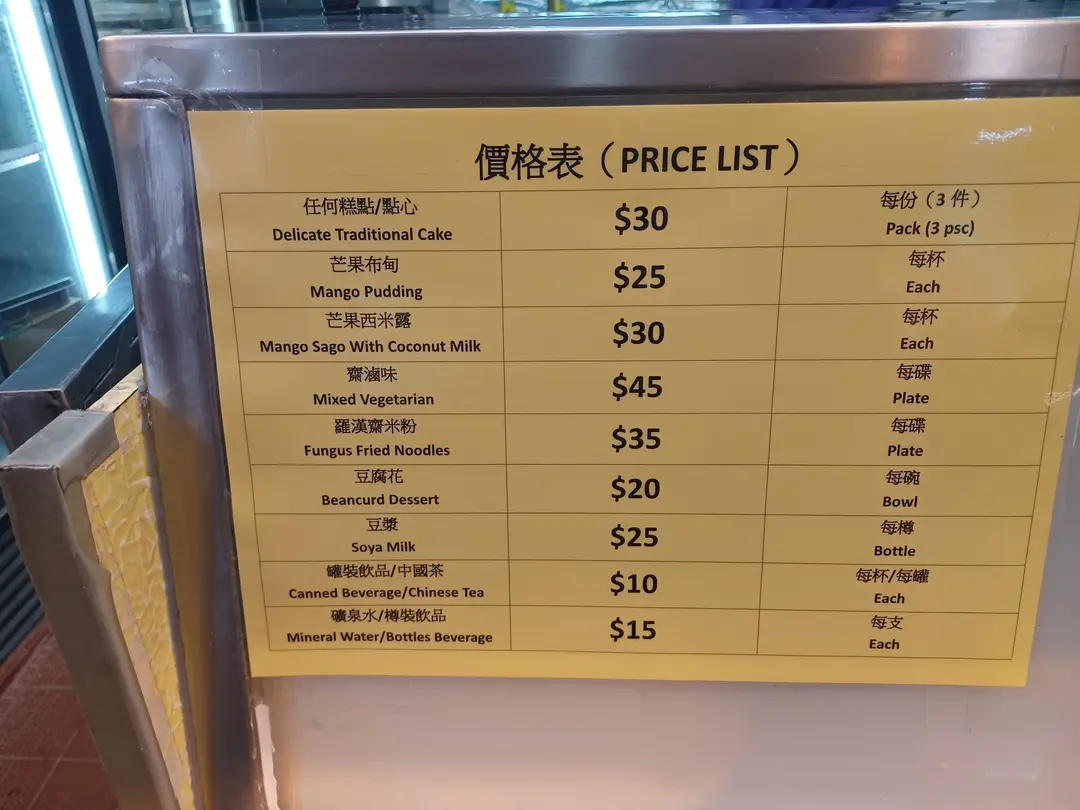 價格表（PRICE LIST）
任何糕點/點心
Delicate Traditional Cake
$30
每份（3 件）
Pack (3 psc)
芒果布甸
Mango Pudding
$25
每杯
Each
芒果西米露
Mango Sago With Coconut Milk
$30
每杯
Each
齋滷味
Mixed Vegetarian
$45
每碟
Plate
羅漢齋米粉
Fungus Fried Noodles
$35
每碟
Plate
豆腐花
Beancurd Dessert
$20
每碗
Bowl
豆漿
Soya Milk
$25
每樽
Bottle
罐裝飲品/中國茶
Canned Beverage/Chinese Tea
$10
每杯/每罐
Each
礦泉水/樽裝飲品
Mineral Water/Bottles Beverage
$15
每支
Each